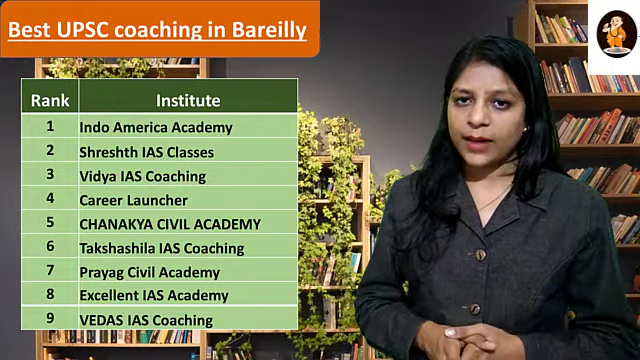 Best UPSC coaching in Bareilly
Rank Institute
1 Indo America Academy
2 Shreshth IAS Classes
3 Vidya IAS Coaching
4 Career Launcher
5 CHANAKYA CIVIL ACADEMY
6 Takshashila IAS Coaching
7 Prayag Civil Academy
8 Excellent IAS Academy
9 VEDAS IAS Coaching